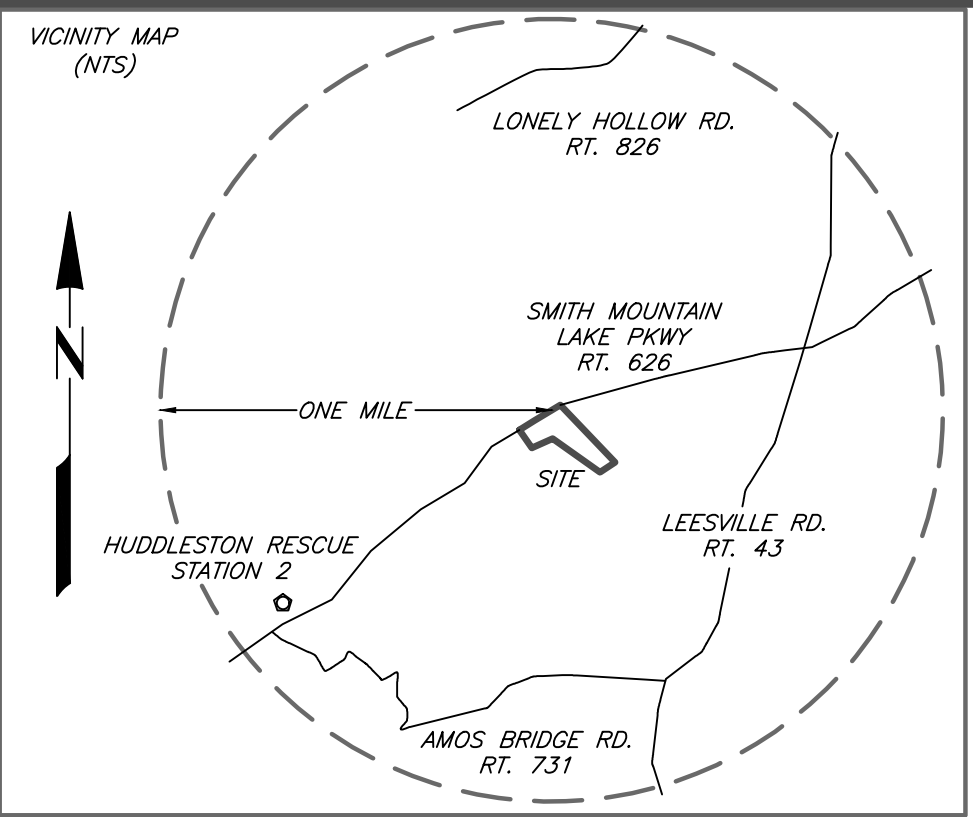 VICINITY MAP
(NTS)
LONELY HOLLOW RD.
RT. 826
SMITH MOUNTAIN
LAKE PKWY
RT. 626
N
ONE MILE
SITE
LEESVILLE RD.
RT. 43
HUDDLESTON RESCUE
STATION 2
AMOS BRIDGE RD.
RT. 731